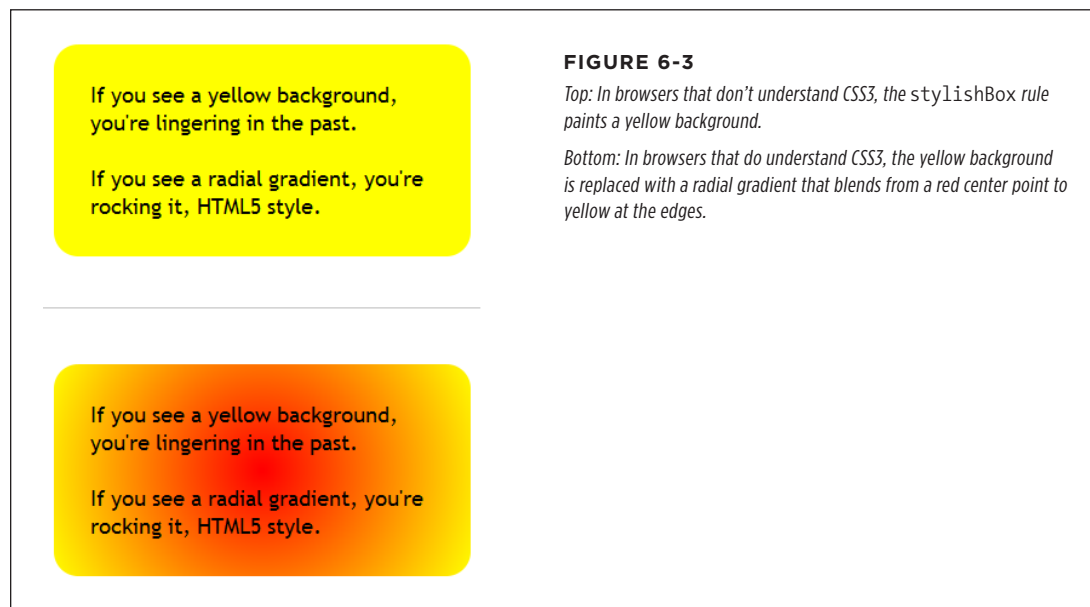 If you see a yellow background,
you're lingering in the past.
If you see a radial gradient, you're
rocking it, HTML5 style.
If you see a yellow background,
you're lingering in the past.
If you see a radial gradient, you're
rocking it, HTML5 style.
FIGURE 6-3
Top: In browsers that don’t understand CSS3, the stylishBox rule
paints a yellow background.
Bottom: In browsers that do understand CSS3, the yellow background
is replaced with a radial gradient that blends from a red center point to
yellow at the edges.